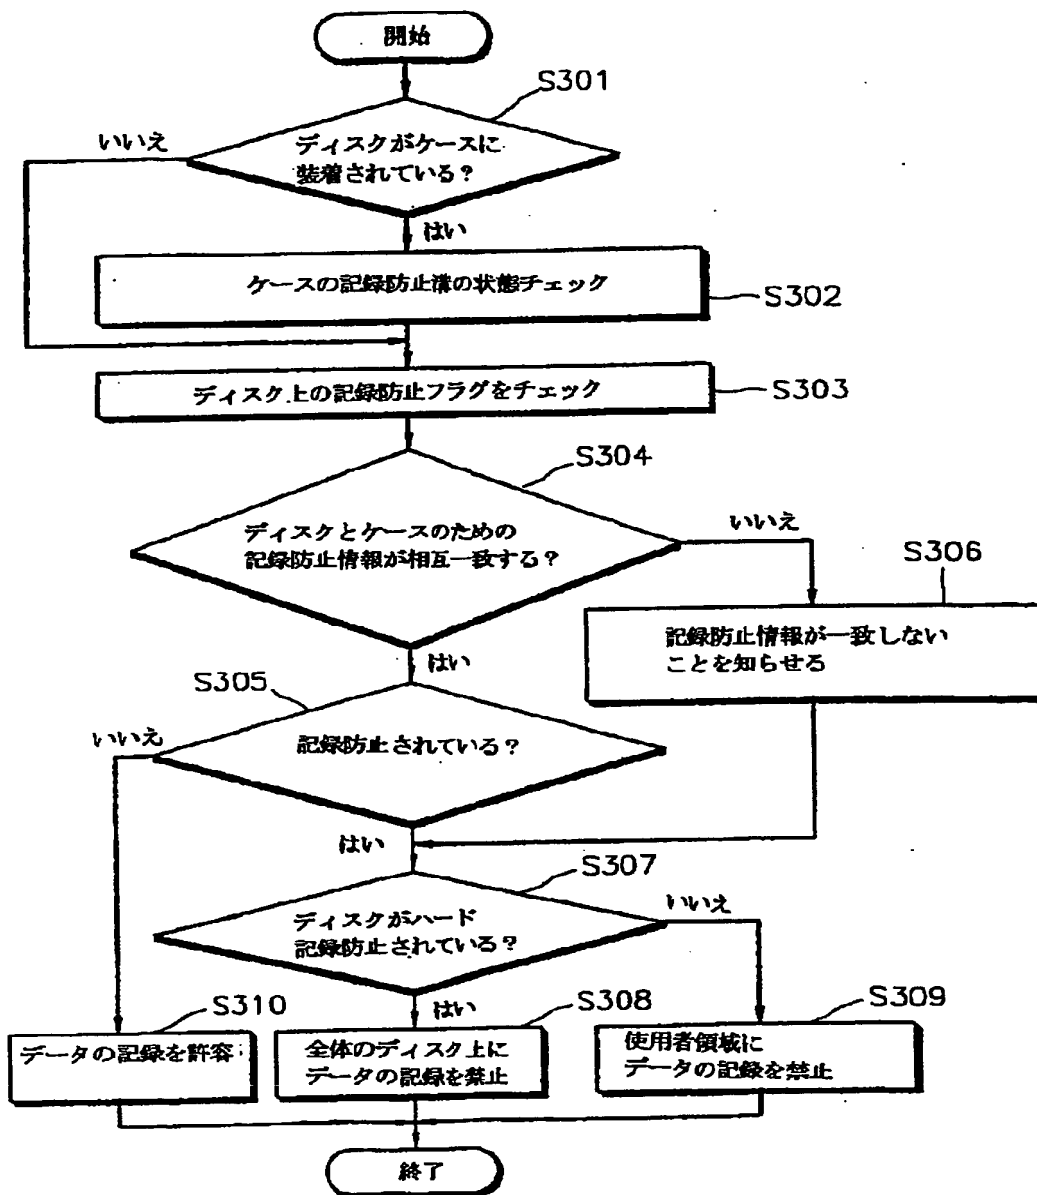 開始
S301
いいえ
ディスクがケースに
装着されている？
はい
ケースの記録防止溝の状態チェック
S302
ディスク上の記録防止フラグをチェック
S303
S304
ディスクとケースのための
記録防止情報が相互一致する？
いいえ
S306
記録防止情報が一致しない
ことを知らせる
はい
S305
いいえ
記録防止されている？
はい
S307
ディスクがハード
記録防止されている？
いいえ
はい
S310
S308
S309
データの記録を許容
全体のディスク上に
データの記録を禁止
使用者領域に
データの記録を禁止
終了